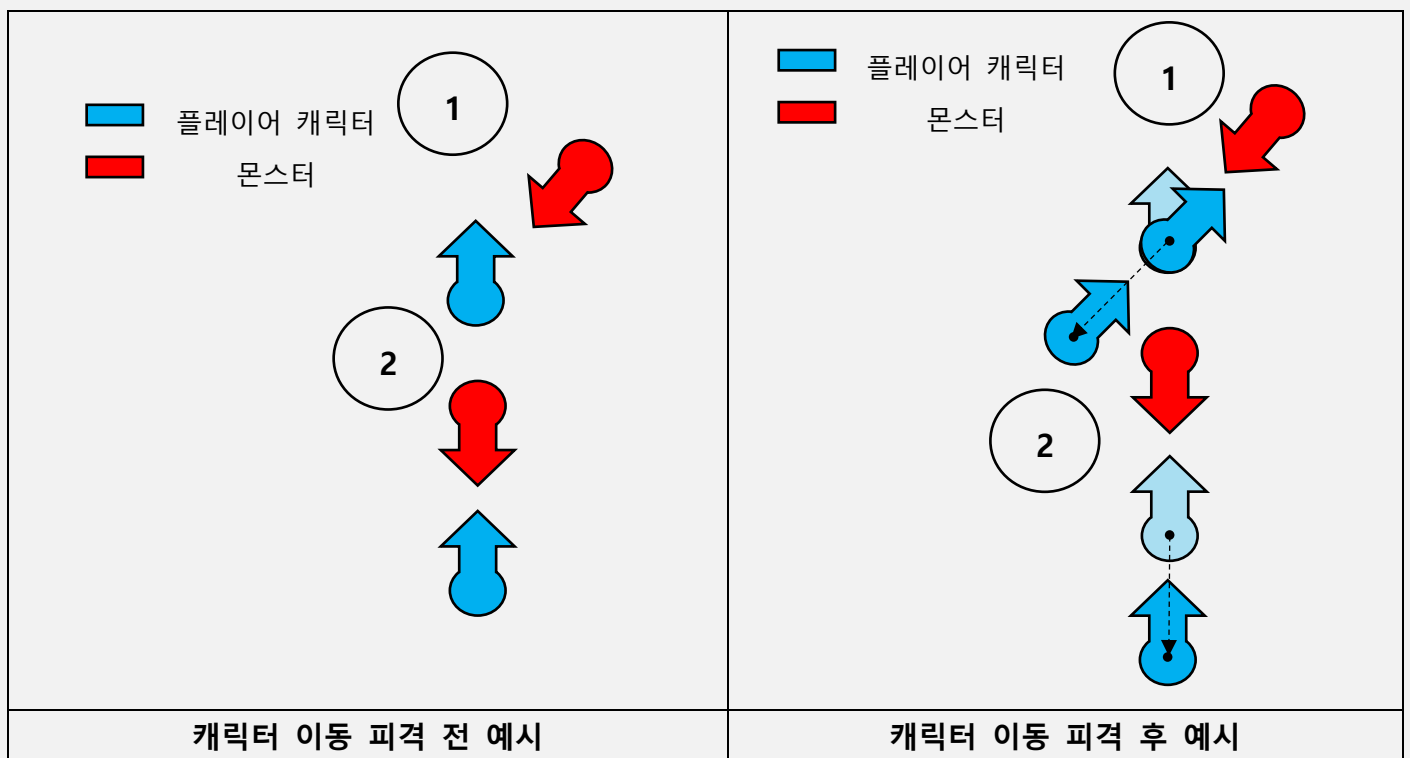 플레이어 캐릭터
몬스터
1
2
캐릭터 이동 피격 전 예시
플레이어 캐릭터
몬스터
1
2
캐릭터 이동 피격 후 예시